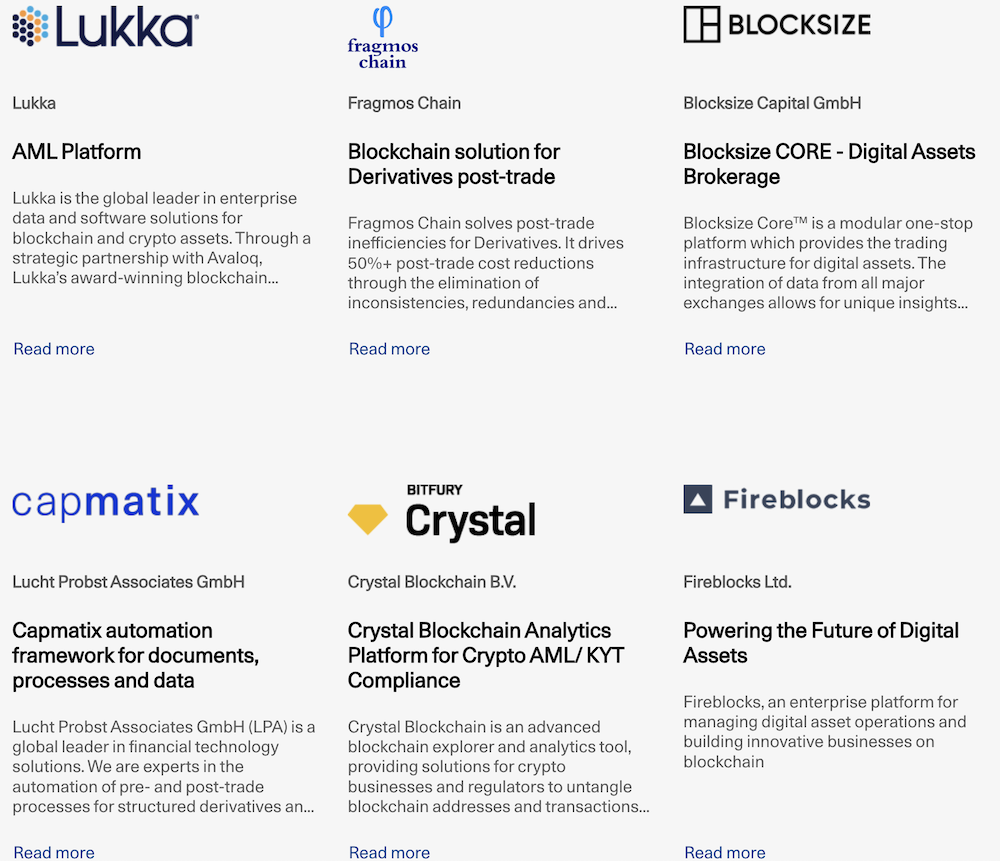 Lukka
fragmos
chain
BLOCKSIZE
Lukka
Fragmos Chain
Blocksize Capital GmbH
AML Platform
Lukka is the global leader in enterprise
data and software solutions for
blockchain and crypto assets. Through a
strategic partnership with Avaloq,
Lukka's award-winning blockchain...
Blockchain solution for
Derivatives post-trade
Fragmos Chain solves post-trade
inefficiencies for Derivatives. It drives
50%+ post-trade cost reductions
through the elimination of
inconsistencies, redundancies and...
Blocksize CORE - Digital Assets
Brokerage
Blocksize Core™ is a modular one-stop
platform which provides the trading
infrastructure for digital assets. The
integration of data from all major
exchanges allows for unique insights...
Read more
Read more
Read more
capmatix
BITFURY
Crystal
Fireblocks
Lucht Probst Associates GmbH
Crystal Blockchain B.V.
Fireblocks Ltd.
Capmatix automation
framework for documents,
processes and data
Lucht Probst Associates GmbH (LPA) is a
global leader in financial technology
solutions. We are experts in the
automation of pre- and post-trade
processes for structured derivatives an...
Crystal Blockchain Analytics
Platform for Crypto AML/ KYT
Compliance
Crystal Blockchain is an advanced
blockchain explorer and analytics tool,
providing solutions for crypto
businesses and regulators to untangle
blockchain addresses and transactions...
Powering the Future of Digital
Assets
Fireblocks, an enterprise platform for
managing digital asset operations and
building innovative businesses on
blockchain
Read more
Read more
Read more